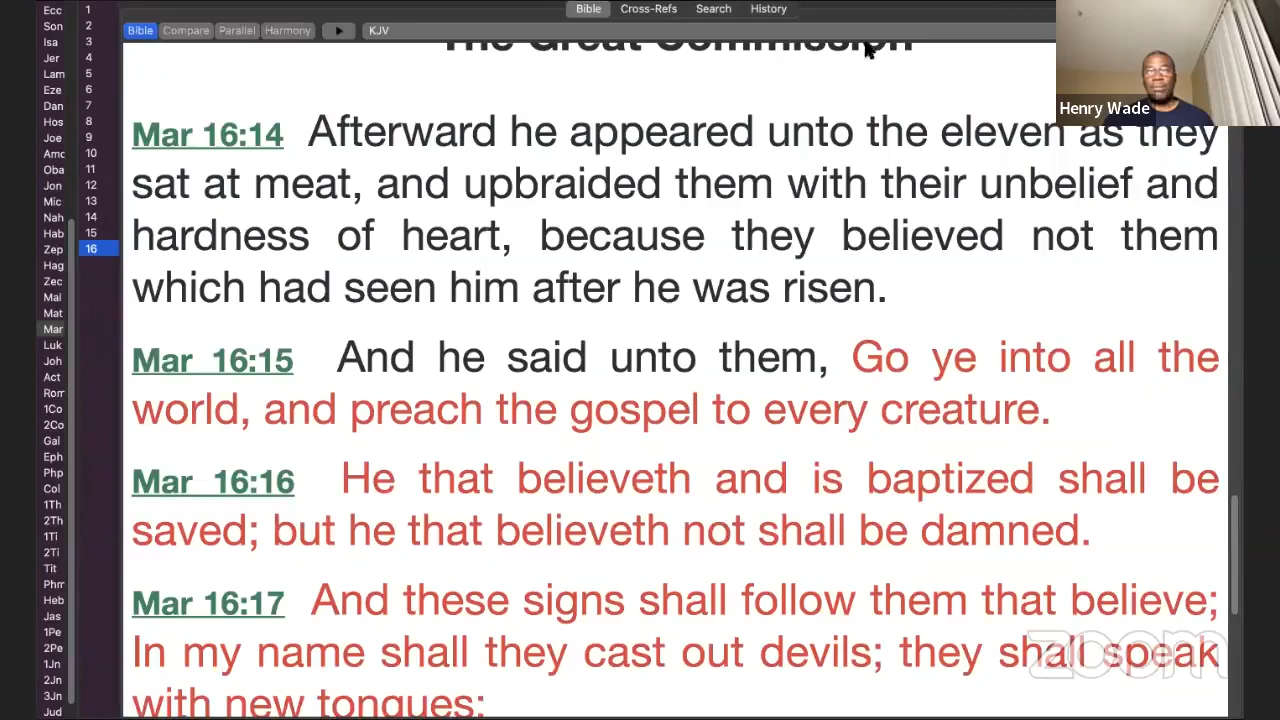 Bible Cross-Refs Search History
Bible Compare Parallel Harmony KJV
The Great Commission
Henry Wade
Mar 16:14 Afterward he appeared unto the eleven as they
sat at meat, and upbraided them with their unbelief and
hardness of heart, because they believed not them
which had seen him after he was risen.
Mar 16:15 And he said unto them, Go ye into all the
world, and preach the gospel to every creature.
Mar 16:16 He that believeth and is baptized shall be
saved; but he that believeth not shall be damned.
Mar 16:17 And these signs shall follow them that believe;
In my name shall they cast out devils; they shall speak
with new tongues;
zoom
Ecc
Son
Isa
Jer
Lam
Eze
Dan
Hos
Joe
Amo
Oba
Jon
Mic
Nah
Hab
Zep
Hag
Zec
Mal
Mat
Mar
Luk
Joh
Act
Rom
1Co
2Co
Gal
Eph
Php
Col
1Th
2Th
1Ti
2Ti
Tit
Phm
Heb
Jas
1Pe
2Pe
1Jn
2Jn
3Jn
Jud
1
2
3
4
5
6
7
8
9
10
11
12
13
14
15
16